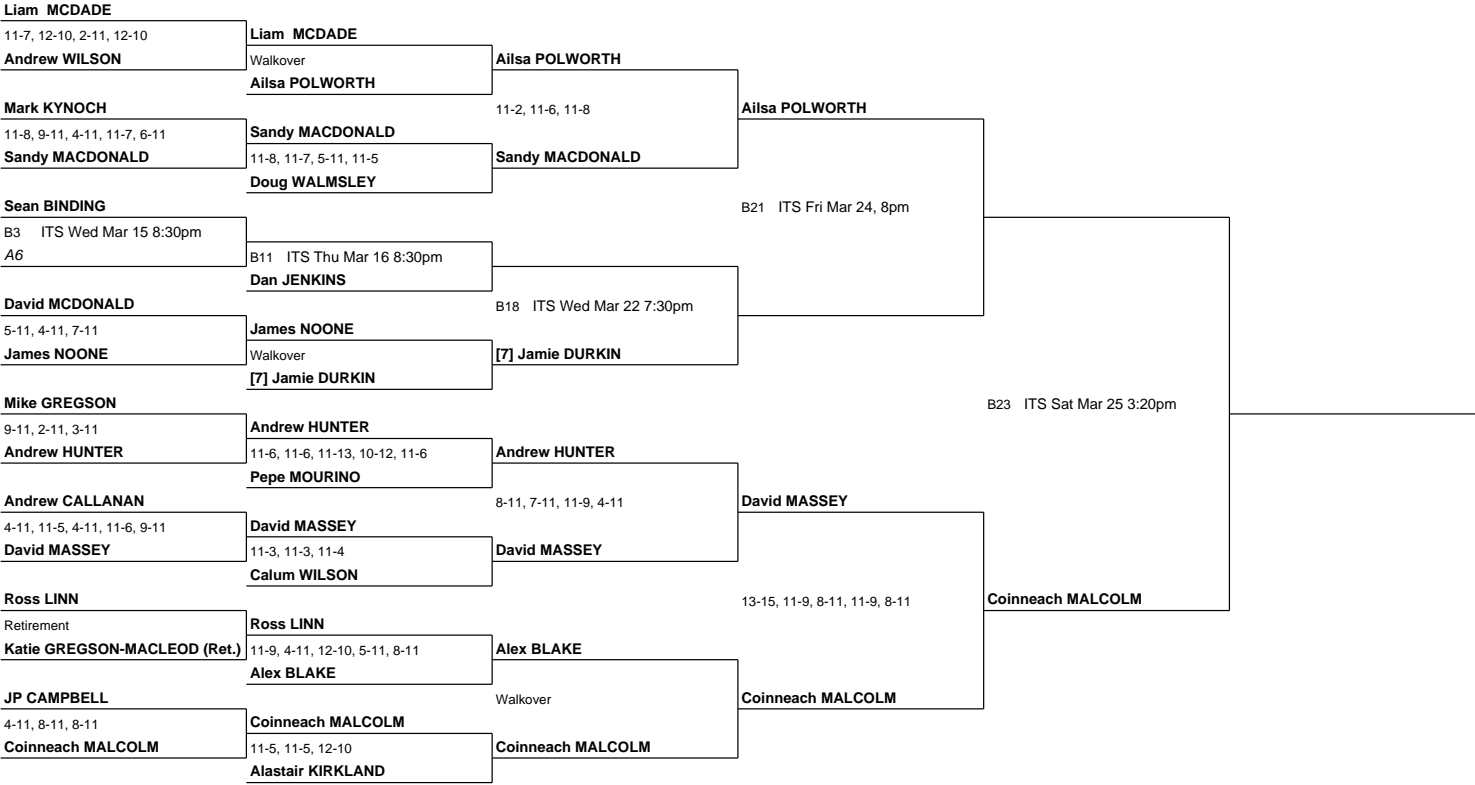 Liam MCDADE
11-7, 12-10, 2-11, 12-10
Andrew WILSON
Mark KYNOCH
11-8, 9-11, 4-11, 11-7, 6-11
Sandy MACDONALD
Sean BINDING
B3 ITS Wed Mar 15 8:30pm
A6
David MCDONALD
5-11, 4-11, 7-11
James NOONE
Mike GREGSON
9-11, 2-11, 3-11
Andrew HUNTER
Andrew CALLANAN
4-11, 11-5, 4-11, 11-6, 9-11
David MASSEY
Ross LINN
Retirement
Katie GREGSON-MACLEOD (Ret.)
JP CAMPBELL
4-11, 8-11, 8-11
Coinneach MALCOLM
Liam MCDADE
Walkover
Ailsa POLWORTH
Sandy MACDONALD
11-8, 11-7, 5-11, 11-5
Doug WALMSLEY
B11 ITS Thu Mar 16 8:30pm
Dan JENKINS
James NOONE
Walkover
[7] Jamie DURKIN
Andrew HUNTER
11-6, 11-6, 11-13, 10-12, 11-6
Pepe MOURINO
David MASSEY
11-3, 11-3, 11-4
Calum WILSON
Ross LINN
11-9, 4-11, 12-10, 5-11, 8-11
Alex BLAKE
Coinneach MALCOLM
11-5, 11-5, 12-10
Alastair KIRKLAND
Ailsa POLWORTH
11-2, 11-6, 11-8
Sandy MACDONALD
B18 ITS Wed Mar 22 7:30pm
[7] Jamie DURKIN
Andrew HUNTER
8-11, 7-11, 11-9, 4-11
David MASSEY
Alex BLAKE
Walkover
Coinneach MALCOLM
Ailsa POLWORTH
B21 ITS Fri Mar 24, 8pm
David MASSEY
13-15, 11-9, 8-11, 11-9, 8-11
Coinneach MALCOLM
B23 ITS Sat Mar 25 3:20pm
Coinneach MALCOLM